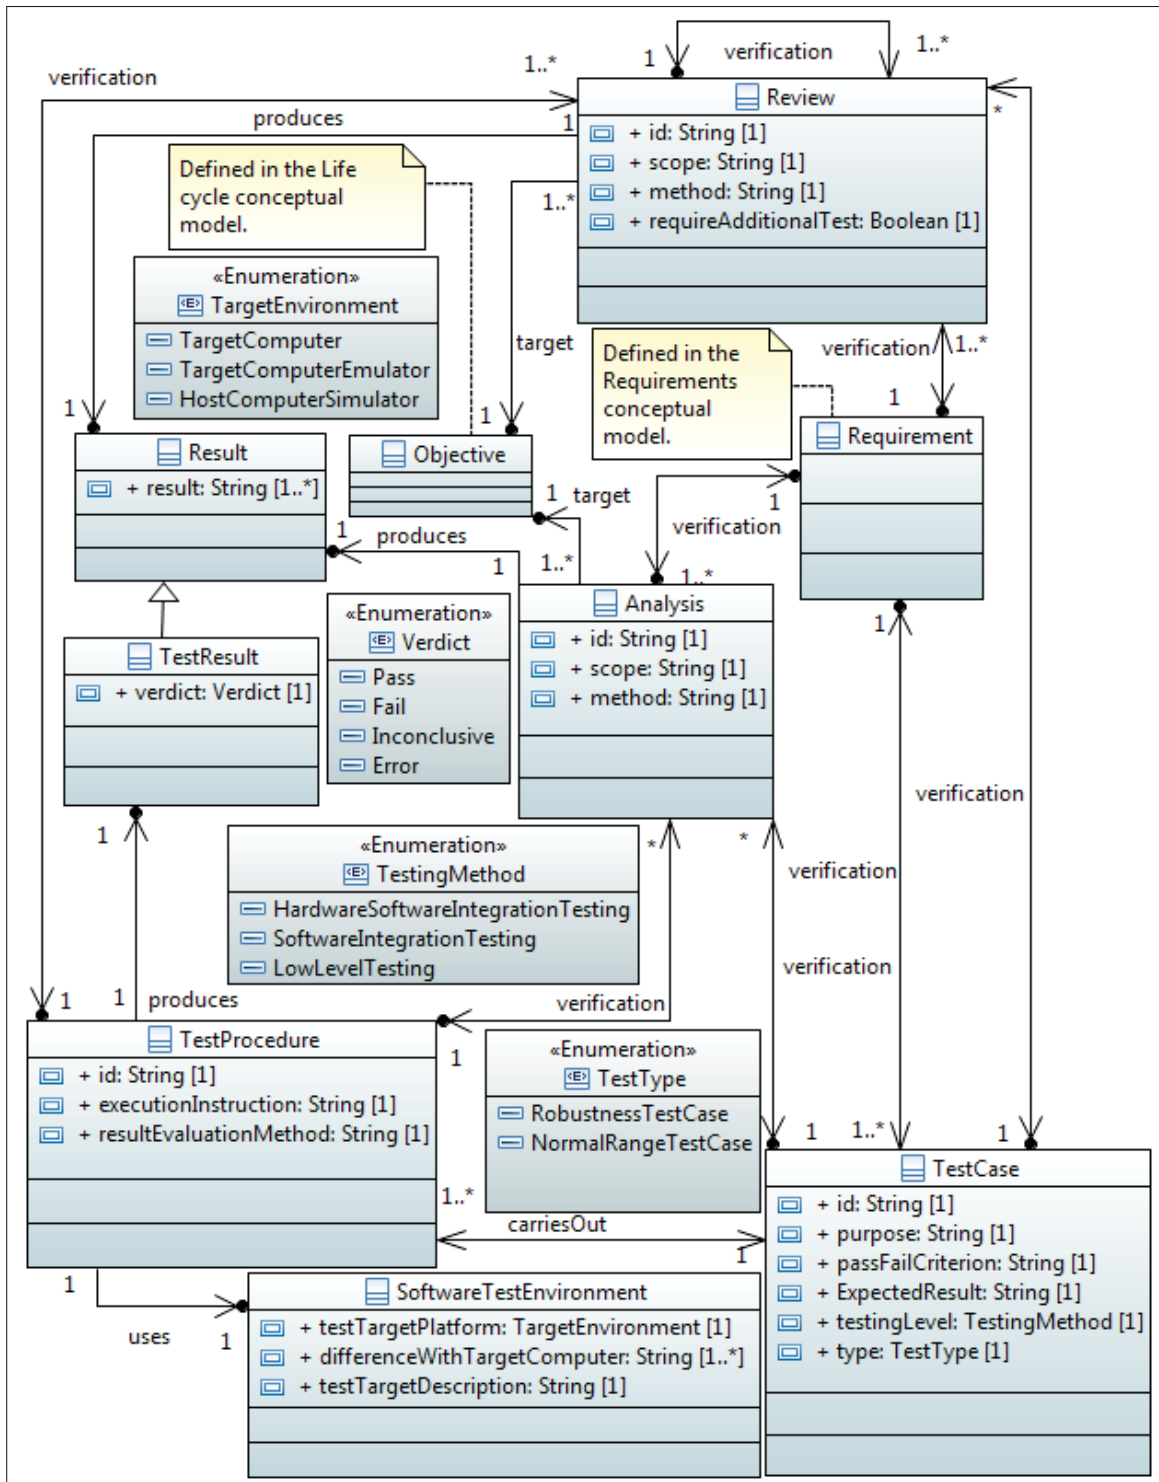 verification
1
1..*
verification
1..*
*
produces
1
Review
+ id: String [1]
+ scope: String [1]
+ method: String [1]
+ requireAdditionalTest: Boolean [1]
Defined in the Life
cycle conceptual
model.
1..*
«Enumeration»
TargetEnvironment
TargetComputer
TargetComputerEmulator
HostComputerSimulator
target
Defined in the
Requirements
conceptual
model.
verification
1..*
1
1
1
Result
+ result: String [1..*]
Objective
Requirement
1
target
1
verification
1
produces
1
1..*
1..*
1
«Enumeration»
Verdict
Pass
Fail
Inconclusive
Error
Analysis
+ id: String [1]
+ scope: String [1]
+ method: String [1]
TestResult
+ verdict: Verdict [1]
verification
1
«Enumeration»
TestingMethod
HardwareSoftwareIntegrationTesting
SoftwareIntegrationTesting
LowLevelTesting
*
*
verification
verification
1
1
produces
verification
1
TestProcedure
+ id: String [1]
+ executionInstruction: String [1]
+ resultEvaluationMethod: String [1]
«Enumeration»
TestType
RobustnessTestCase
NormalRangeTestCase
1
1..*
1
TestCase
+ id: String [1]
+ purpose: String [1]
+ passFailCriterion: String [1]
+ ExpectedResult: String [1]
+ testingLevel: TestingMethod [1]
+ type: TestType [1]
1..*
carriesOut
1
1
uses
1
SoftwareTestEnvironment
+ testTargetPlatform: TargetEnvironment [1]
+ differenceWithTargetComputer: String [1..*]
+ testTargetDescription: String [1]